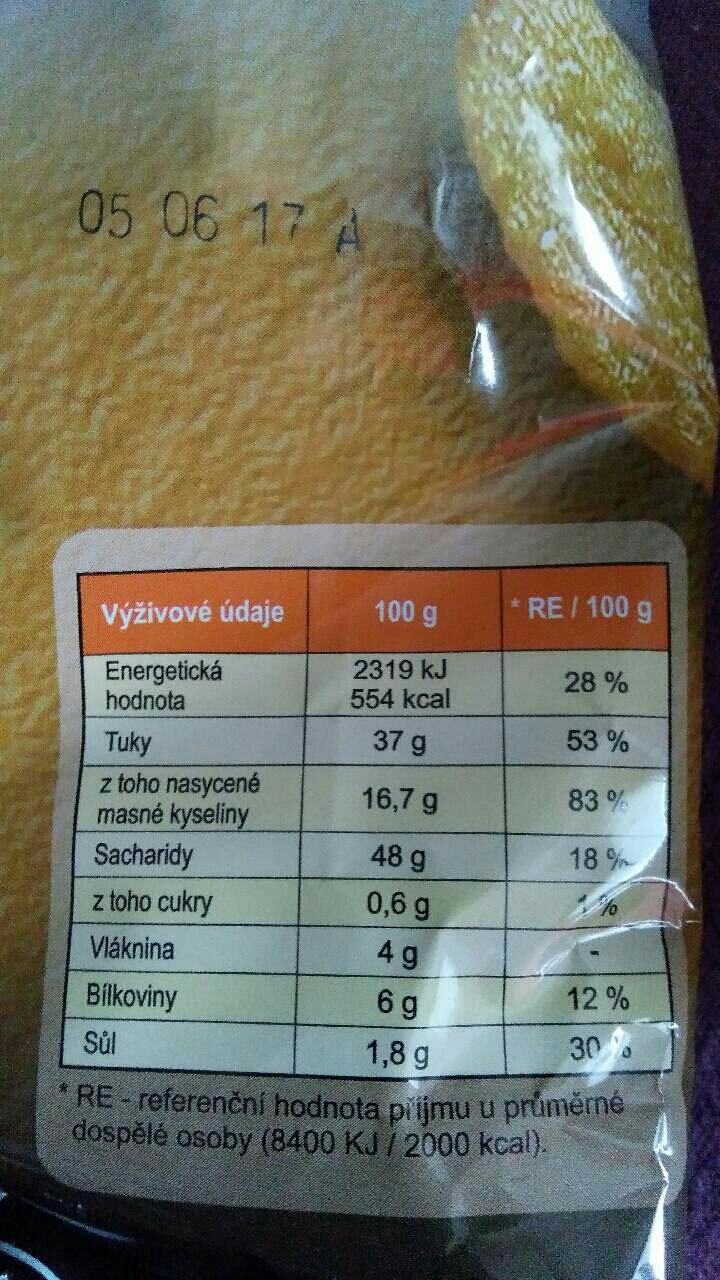 05 06 17 A
Výživové údaje 100 g * RE / 100 g
Energetická hodnota 2319 kJ 554 kcal 28 %
Tuky 37 g 53 %
z toho nasycené masné kyseliny 16,7 g 83 %
Sacharidy 48 g 18 %
z toho cukry 0,6 g 1 %
Vláknina 4 g -
Bílkoviny 6 g 12 %
Sůl 1,8 g 30 %
* RE - referenční hodnota příjmu u průměrné
dospělé osoby (8400 KJ / 2000 kcal).